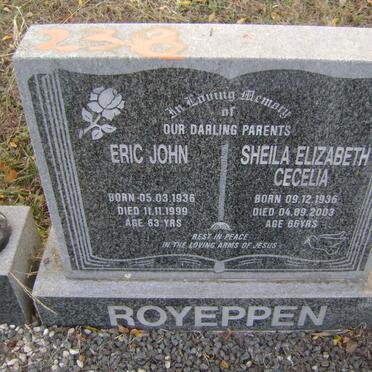 238
In Loving Memory
of
OUR DARLING PARENTS
ERIC JOHN
BORN 05.03.1936
DIED 11.11.1999
AGE 63 YRS
SHEILA ELIZABETH
CECELIA
BORN 09.12.1936
DIED 04.09.2003
AGE 66YRS
REST IN PEACE
IN THE LOVING ARMS OF JESUS
ROYEPPEN